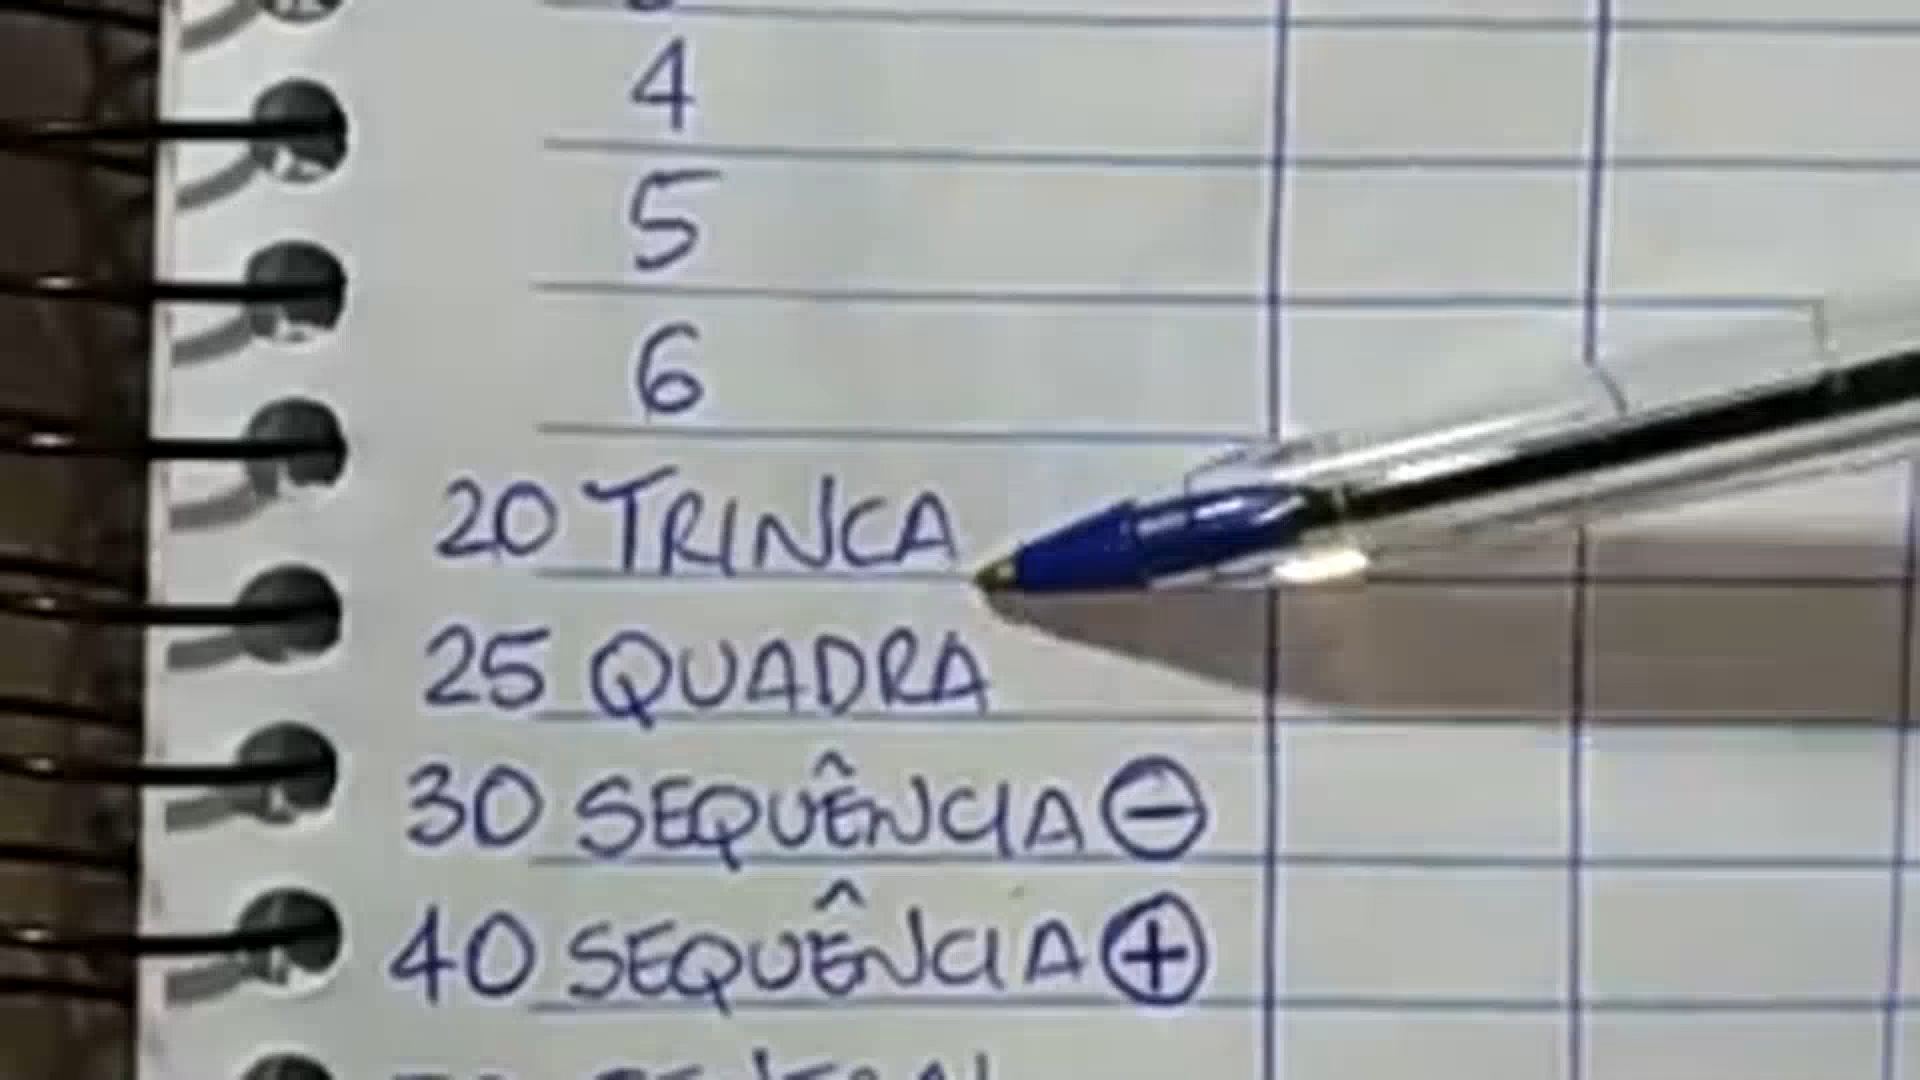 4
5
6
20 TRINCA
25 QUADRA
30 SEQUÊNCIA ⊖
40 SEQUÊNCIA ⊕